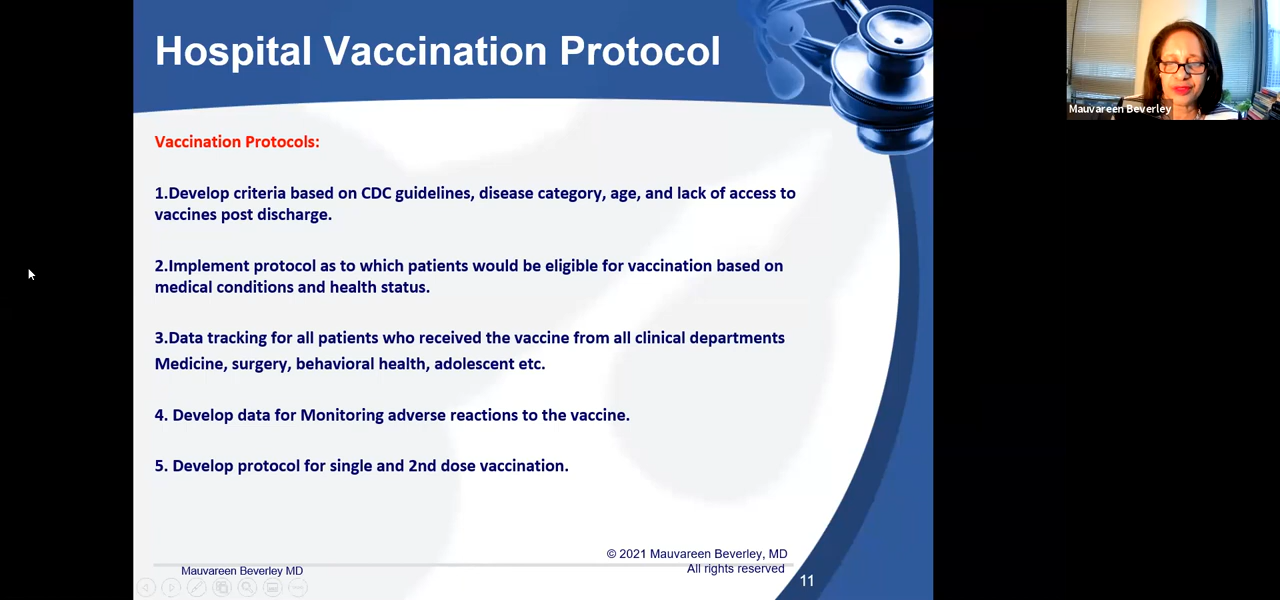 Hospital Vaccination Protocol
Mauvareen Beverley
Vaccination Protocols:
1.Develop criteria based on CDC guidelines, disease category, age, and lack of access to
vaccines post discharge.
2.Implement protocol as to which patients would be eligible for vaccination based on
medical conditions and health status.
3.Data tracking for all patients who received the vaccine from all clinical departments
Medicine, surgery, behavioral health, adolescent etc.
4. Develop data for Monitoring adverse reactions to the vaccine.
5. Develop protocol for single and 2nd dose vaccination.
© 2021 Mauvareen Beverley, MD
All rights reserved
Mauvareen Beverley MD
11